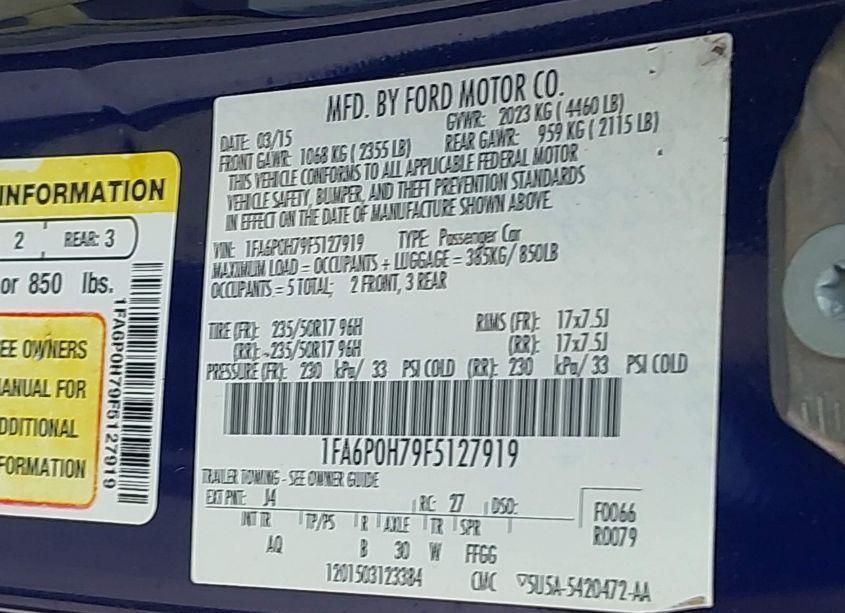 INFORMATION
2 REAR: 3
or 850 lbs.
EE OWNERS
ANUAL FOR
DDITIONAL
FORMATION
1FA6P0H79F5127919
MFD. BY FORD MOTOR CO.
DATE: 03/15 GVWR: 2023 KG ( 4460 LB)
FRONT GAWR: 1068 KG ( 2355 LB) REAR GAWR: 959 KG ( 2115 LB)
THIS VEHICLE CONFORMS TO ALL APPLICABLE FEDERAL MOTOR
VEHICLE SAFETY, BUMPER, AND THEFT PREVENTION STANDARDS
IN EFFECT ON THE DATE OF MANUFACTURE SHOWN ABOVE.
VIN: 1FA6P0H79F5127919 TYPE: Passenger Car
MAXIMUM LOAD = OCCUPANTS + LUGGAGE = 385KG/ 850LB
OCCUPANTS = 5 TOTAL; 2 FRONT, 3 REAR
TIRE (FR): 235/50R17 96H RIMS (FR): 17x7.5J
(RR): 235/50R17 96H (RR): 17x7.5J
PRESSURE (FR): 230 kPa/ 33 PSI COLD (RR): 230 kPa/ 33 PSI COLD
1FA6P0H79F5127919
TRAILER TOWING - SEE OWNER GUIDE
EXT PNT: J4 RC: 27 DSO: F0066
INT TR TP/PS R AXLE TR SPR R0079
AQ B 30 W FFGG
1201503123384 CMC ▽5U5A-5420472-AA